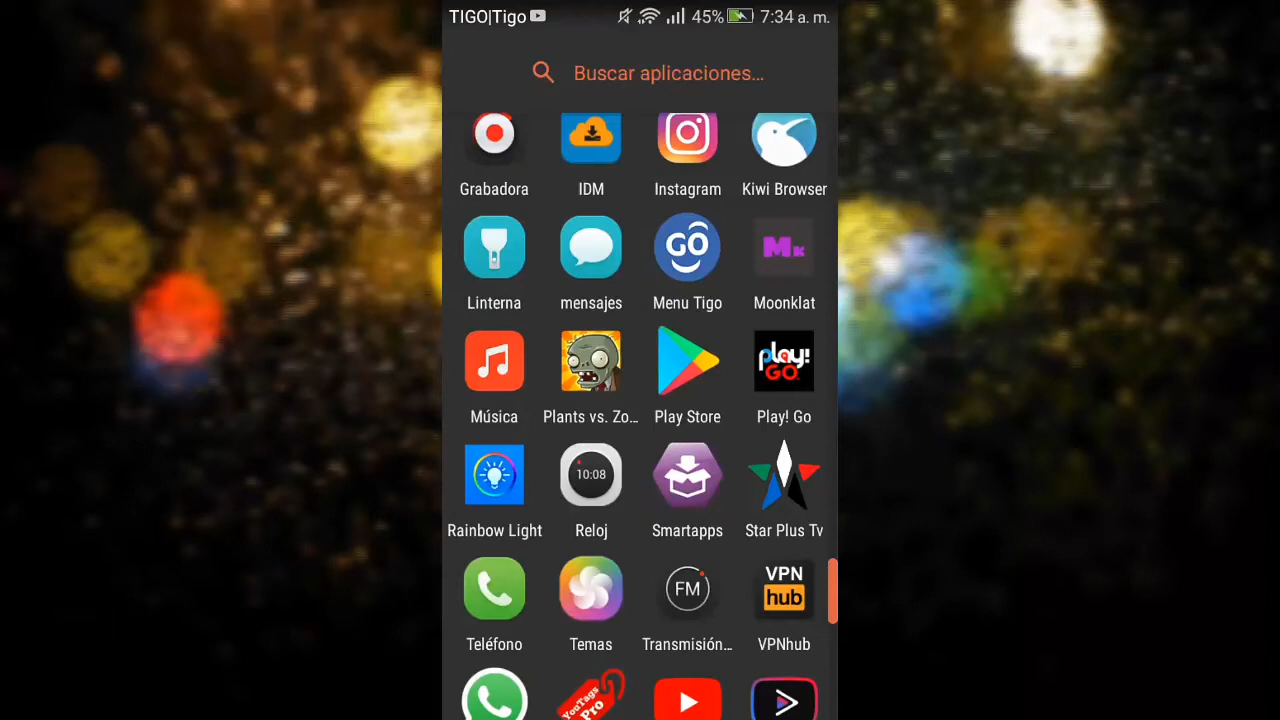 TIGO|Tigo 45% 7:34 a. m.
Buscar aplicaciones...
Grabadora IDM Instagram Kiwi Browser
GO MK
Linterna mensajes Menu Tigo Moonklat
play!
GO
Música Plants vs. Zo... Play Store Play! Go
10:08
Rainbow Light Reloj Smartapps Star Plus Tv
FM VPN
hub
Teléfono Temas Transmisión... VPNhub
YouTags
Pro